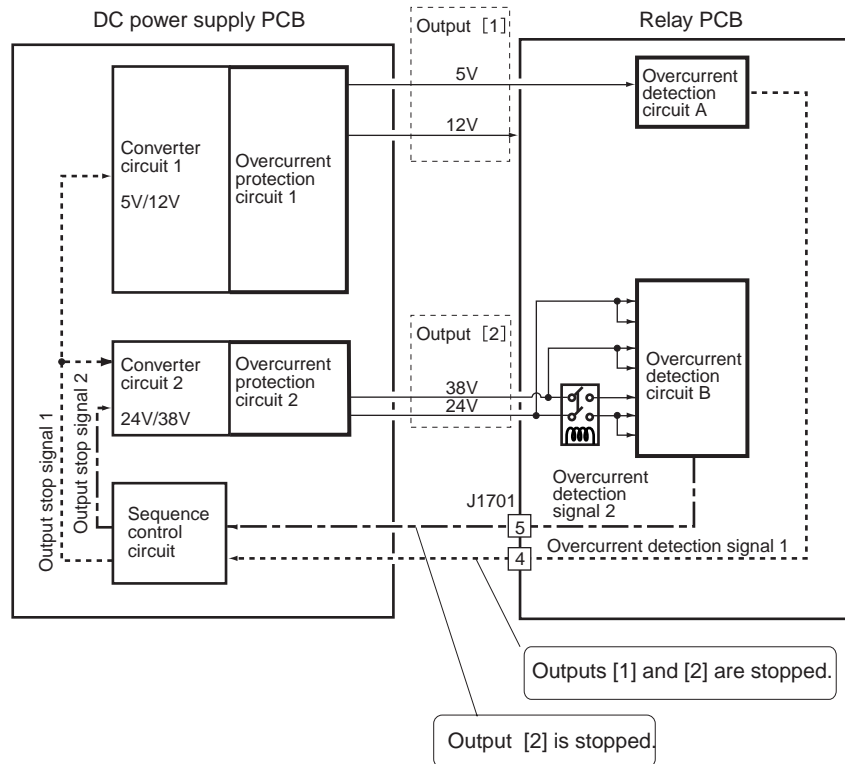 DC power supply PCB
Relay PCB
Output [1]
5V
12V
Converter
circuit 1
5V/12V
Overcurrent
protection
circuit 1
Overcurrent
detection
circuit A
Output [2]
Converter
circuit 2
24V/38V
Overcurrent
protection
circuit 2
38V
24V
Overcurrent
detection
circuit B
Output stop signal 1
Output stop signal 2
Sequence
control
circuit
J1701
5
4
Overcurrent
detection
signal 2
Overcurrent detection signal 1
Outputs [1] and [2] are stopped.
Output [2] is stopped.